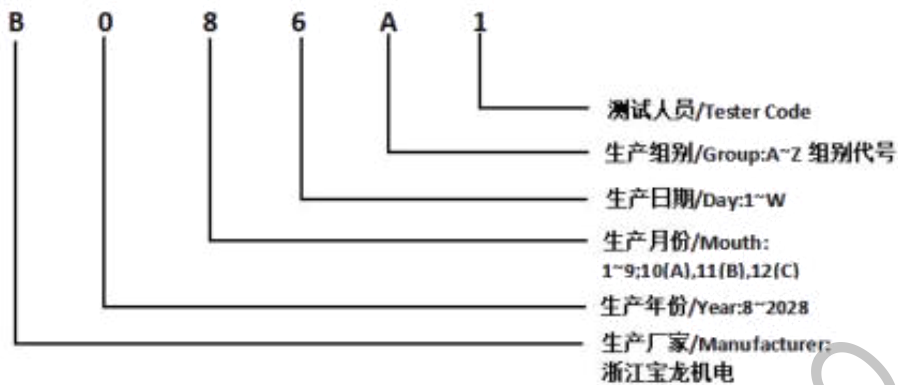 B 0 8 6 A 1
测试人员/Tester Code
生产组别/Group:A~Z 组别代号
生产日期/Day:1~W
生产月份/Mouth:
1~9;10(A),11(B),12(C)
生产年份/Year:8~2028
生产厂家/Manufacturer:
浙江宝龙机电